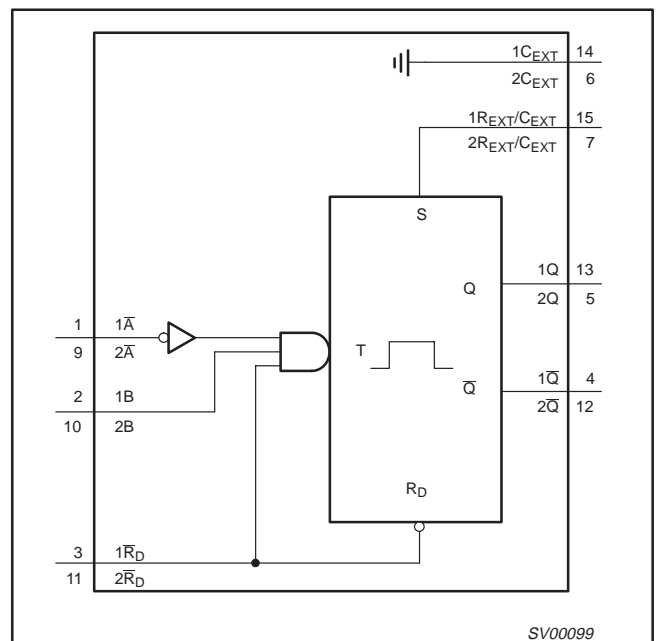 1C_EXT 14
2C_EXT 6
1R_EXT/C_EXT 15
2R_EXT/C_EXT 7
S
1Q 13
Q
2Q 5
1 1A̅
9 2A̅
T
2 1B
10 2B
Q̅
1Q̅ 4
2Q̅ 12
R_D
3 1R̅_D
11 2R̅_D
SV00099